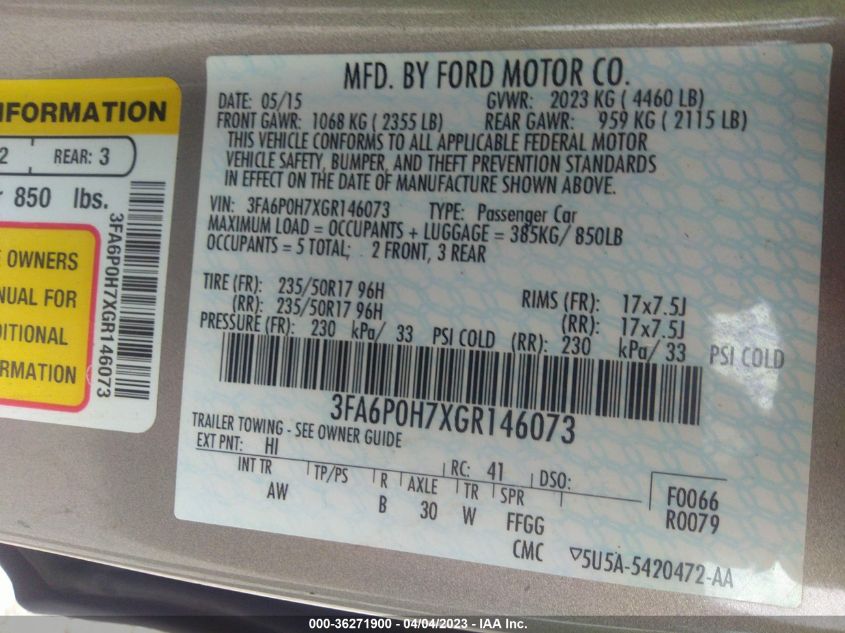 NFORMATION
2 REAR: 3
850 lbs.
3FA6P0H7XGR146073
E OWNERS
NUAL FOR
DITIONAL
RMATION
MFD. BY FORD MOTOR CO.
DATE: 05/15 GVWR: 2023 KG ( 4460 LB)
FRONT GAWR: 1068 KG ( 2355 LB) REAR GAWR: 959 KG ( 2115 LB)
THIS VEHICLE CONFORMS TO ALL APPLICABLE FEDERAL MOTOR
VEHICLE SAFETY, BUMPER, AND THEFT PREVENTION STANDARDS
IN EFFECT ON THE DATE OF MANUFACTURE SHOWN ABOVE.
VIN: 3FA6P0H7XGR146073 TYPE: Passenger Car
MAXIMUM LOAD = OCCUPANTS + LUGGAGE = 385KG/ 850LB
OCCUPANTS = 5 TOTAL; 2 FRONT, 3 REAR
TIRE (FR): 235/50R17 96H RIMS (FR): 17x7.5J
(RR): 235/50R17 96H (RR): 17x7.5J
PRESSURE (FR): 230 kPa/ 33 PSI COLD (RR): 230 kPa/ 33 PSI COLD
3FA6P0H7XGR146073
TRAILER TOWING - SEE OWNER GUIDE
EXT PNT: HI RC: 41 DSO:
INT TR TP/PS R AXLE TR SPR F0066
AW B 30 W FFGG R0079
CMC ▽5U5A-5420472-AA
000-36271900 - 04/04/2023 - IAA Inc.